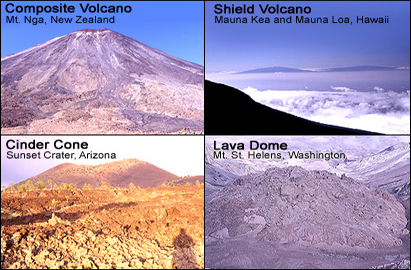 Composite Volcano
Mt. Nga, New Zealand
Shield Volcano
Mauna Kea and Mauna Loa, Hawaii
Cinder Cone
Sunset Crater, Arizona
Lava Dome
Mt. St. Helens, Washington